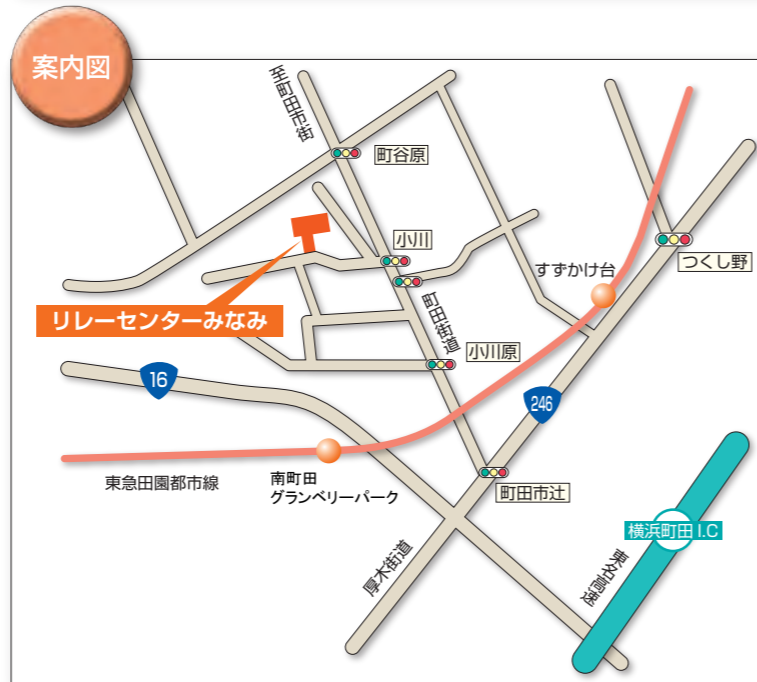 案内図
至町田市街
町谷原
小川
すずかけ台
つくし野
リレーセンターみなみ
町田街道
小川原
16
246
東急田園都市線
南町田
グランベリーパーク
町田市辻
横浜町田 I.C
厚木街道
東名高速